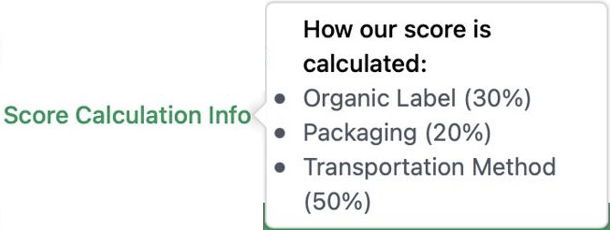 How our score is
calculated:
Score Calculation Info
• Organic Label (30%)
• Packaging (20%)
• Transportation Method
(50%)